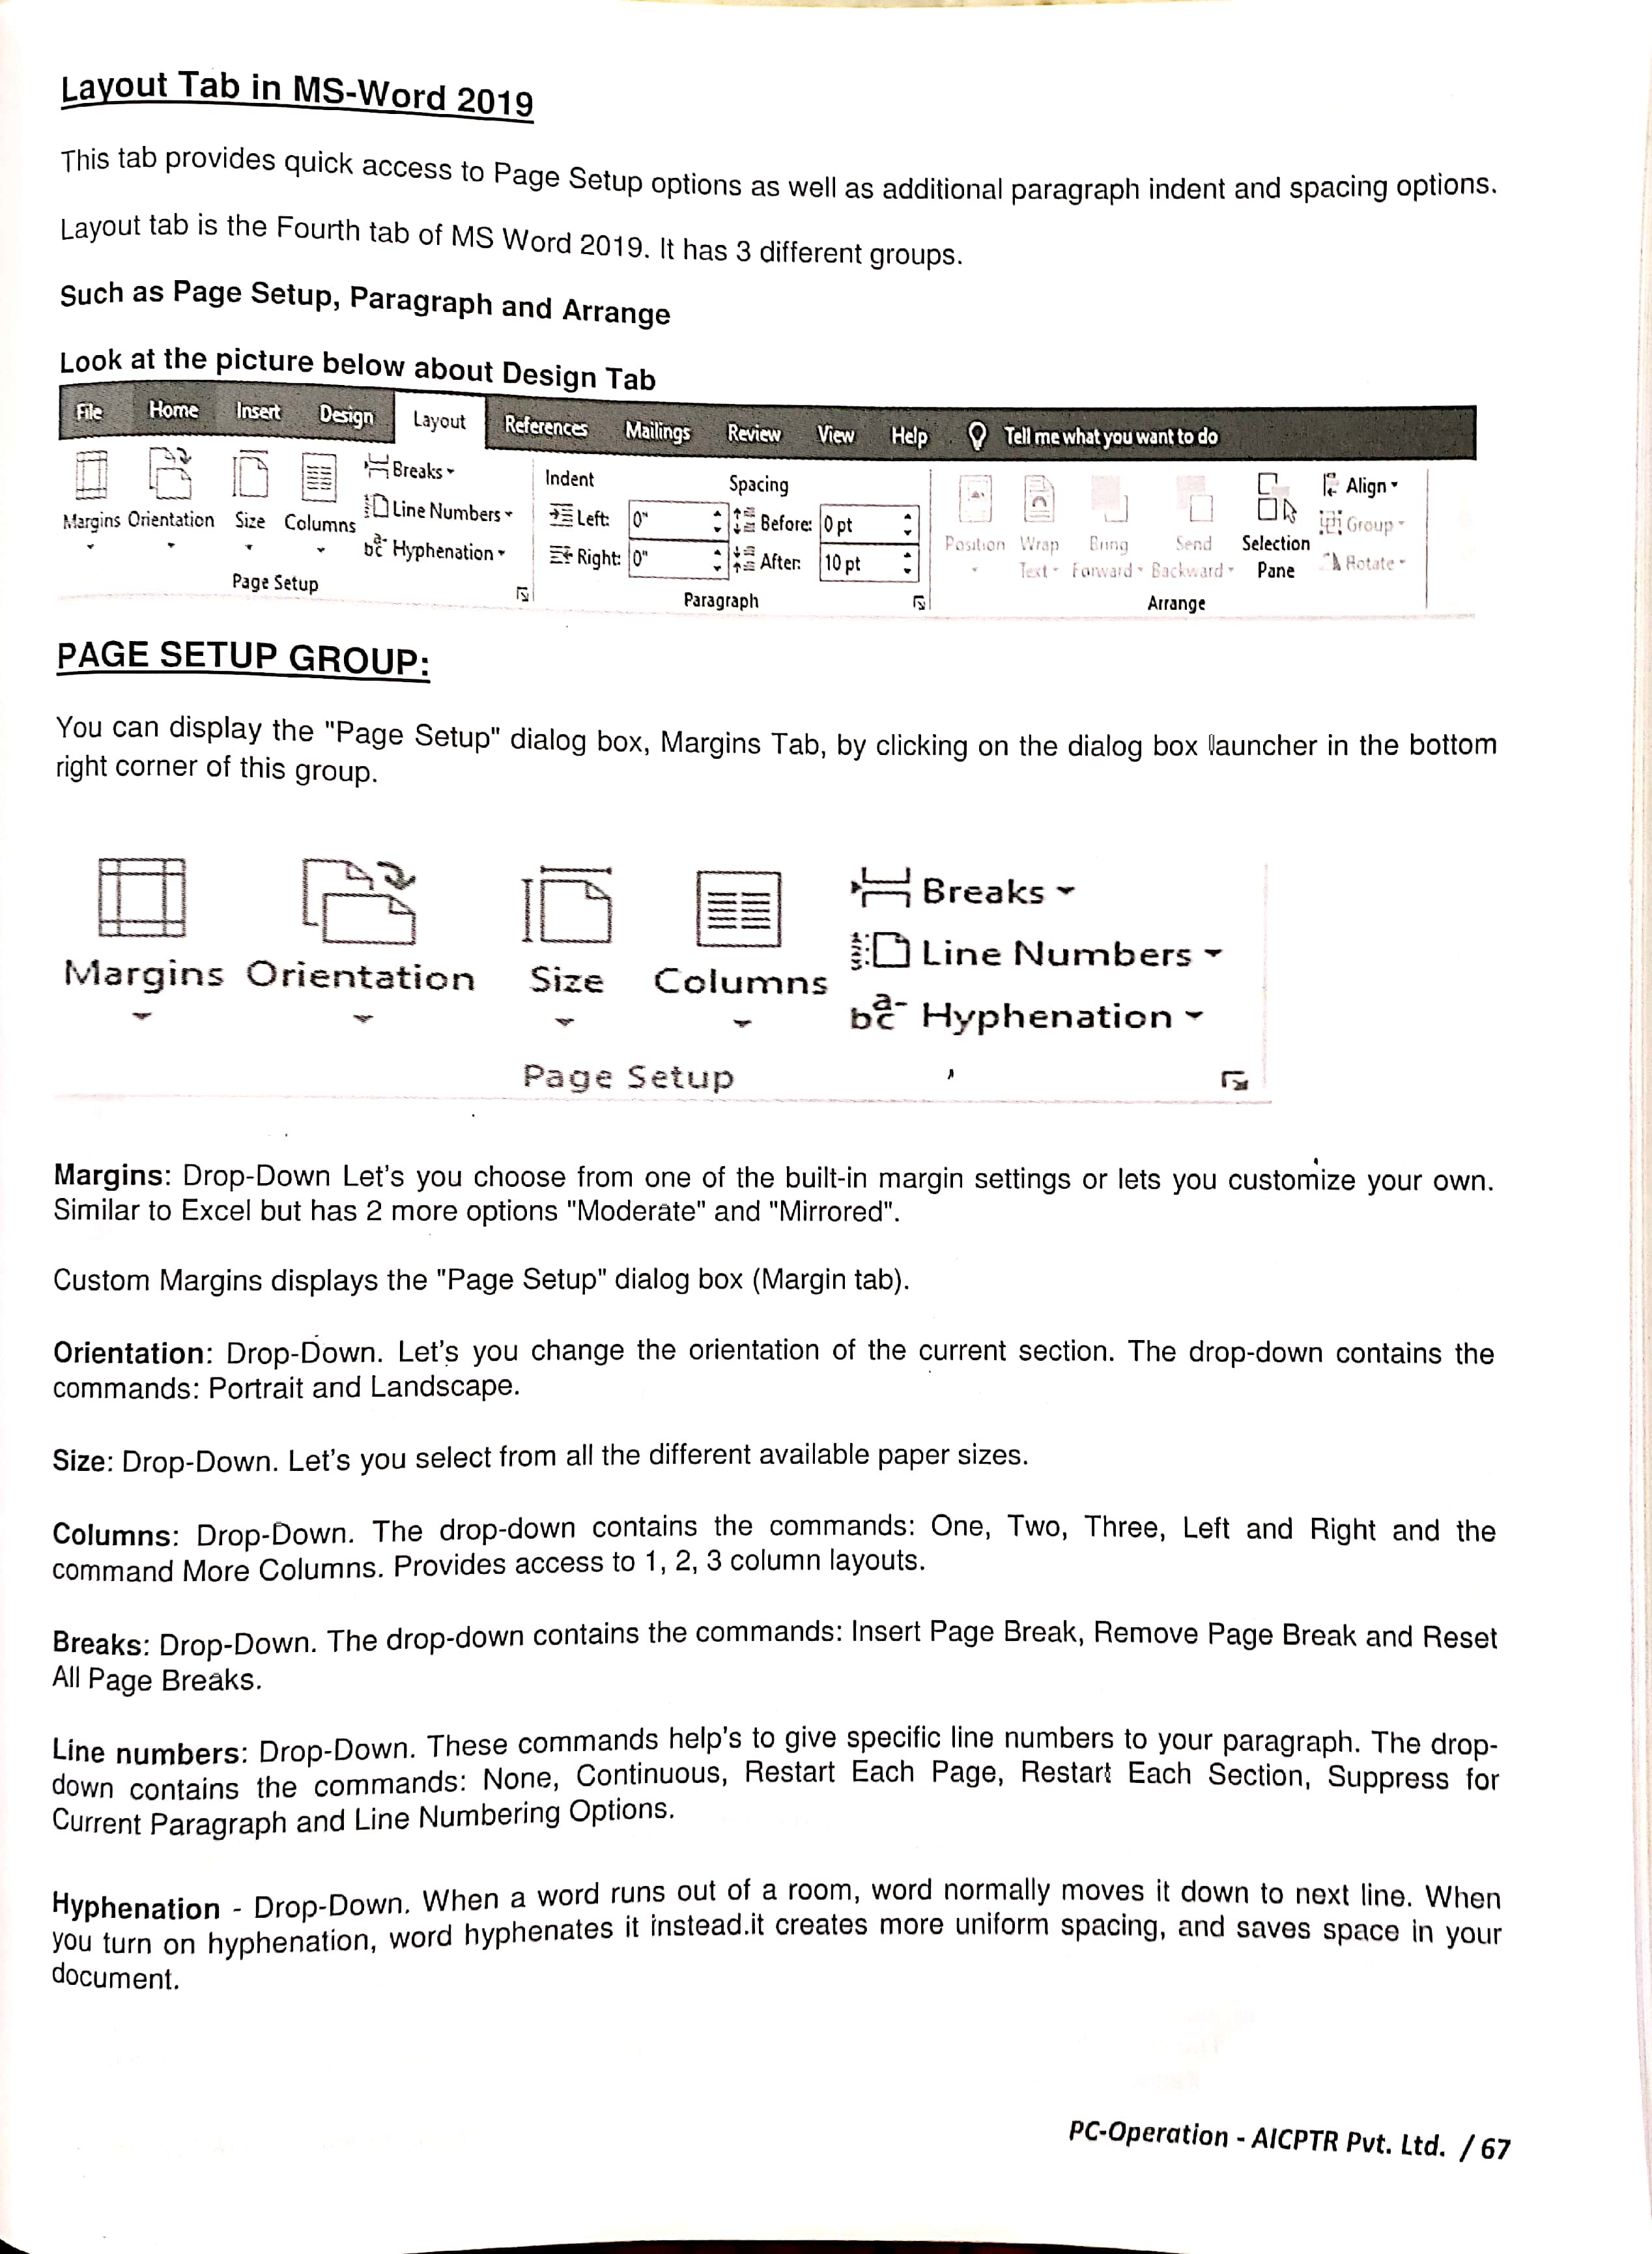 Layout Tab in MS-Word 2019
This tab provides quick access to Page Setup options as well as additional paragraph indent and spacing options.
Layout tab is the Fourth tab of MS Word 2019. It has 3 different groups.
Such as Page Setup, Paragraph and Arrange
Look at the picture below about Design Tab
File Home Insert Design Layout References Mailings Review View Help Tell me what you want to do
Margins Orientation Size Columns
Breaks
Line Numbers
Hyphenation
Page Setup
Indent
Left: 0"
Right: 0"
Spacing
Before: 0 pt
After: 10 pt
Paragraph
Position Wrap Text Bring Forward Send Backward Selection Pane
Align
Group
Rotate
Arrange
PAGE SETUP GROUP:
You can display the "Page Setup" dialog box, Margins Tab, by clicking on the dialog box launcher in the bottom
right corner of this group.
Margins Orientation Size Columns
Breaks
Line Numbers
Hyphenation
Page Setup
Margins: Drop-Down Let's you choose from one of the built-in margin settings or lets you customize your own.
Similar to Excel but has 2 more options "Moderate" and "Mirrored".
Custom Margins displays the "Page Setup" dialog box (Margin tab).
Orientation: Drop-Down. Let's you change the orientation of the current section. The drop-down contains the
commands: Portrait and Landscape.
Size: Drop-Down. Let's you select from all the different available paper sizes.
Columns: Drop-Down. The drop-down contains the commands: One, Two, Three, Left and Right and the
command More Columns. Provides access to 1, 2, 3 column layouts.
Breaks: Drop-Down. The drop-down contains the commands: Insert Page Break, Remove Page Break and Reset
All Page Breaks.
Line numbers: Drop-Down. These commands help's to give specific line numbers to your paragraph. The drop-
down contains the commands: None, Continuous, Restart Each Page, Restart Each Section, Suppress for
Current Paragraph and Line Numbering Options.
Hyphenation - Drop-Down. When a word runs out of a room, word normally moves it down to next line. When
you turn on hyphenation, word hyphenates it instead.it creates more uniform spacing, and saves space in your
document.
PC-Operation - AICPTR Pvt. Ltd. / 67